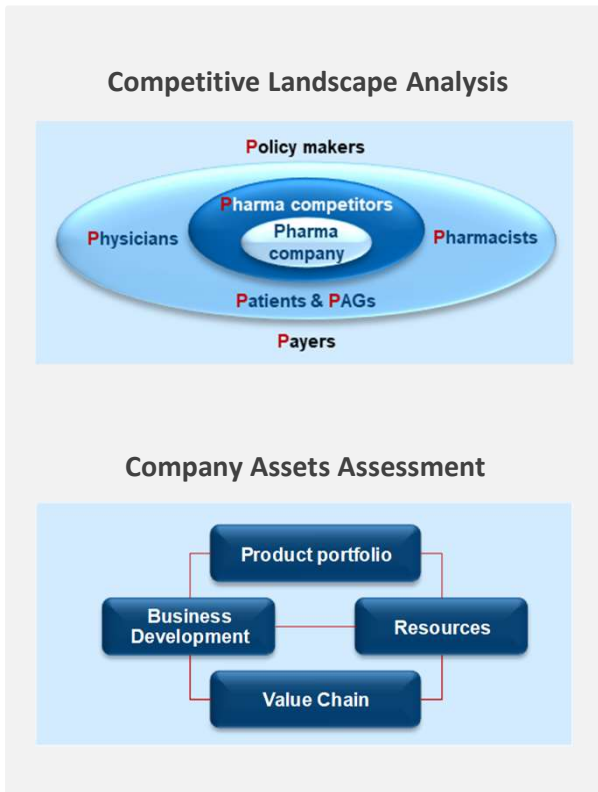 Competitive Landscape Analysis
Policy makers
Pharma competitors
Physicians
Pharma
company
Pharmacists
Patients & PAGs
Payers
Company Assets Assessment
Product portfolio
Business
Development
Resources
Value Chain